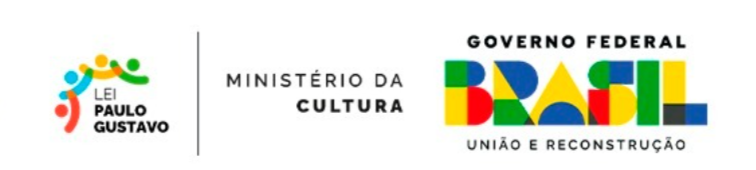 LEI
PAULO
GUSTAVO
MINISTÉRIO DA
CULTURA
GOVERNO FEDERAL
BRASIL
UNIÃO E RECONSTRUÇÃO